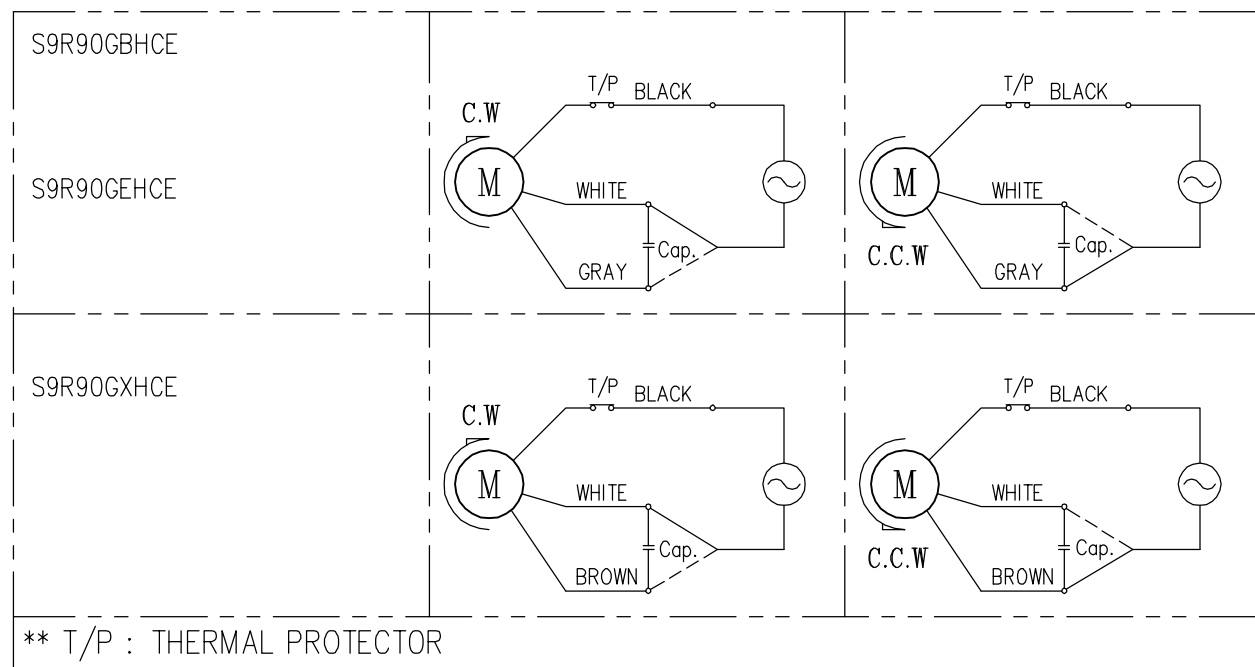 S9R90GBHCE
S9R90GEHCE
C.W
T/P BLACK
M
WHITE
Cap.
GRAY
T/P BLACK
M
WHITE
C.C.W
Cap.
GRAY
S9R90GXHCE
C.W
T/P BLACK
M
WHITE
Cap.
BROWN
T/P BLACK
M
WHITE
C.C.W
Cap.
BROWN
** T/P : THERMAL PROTECTOR